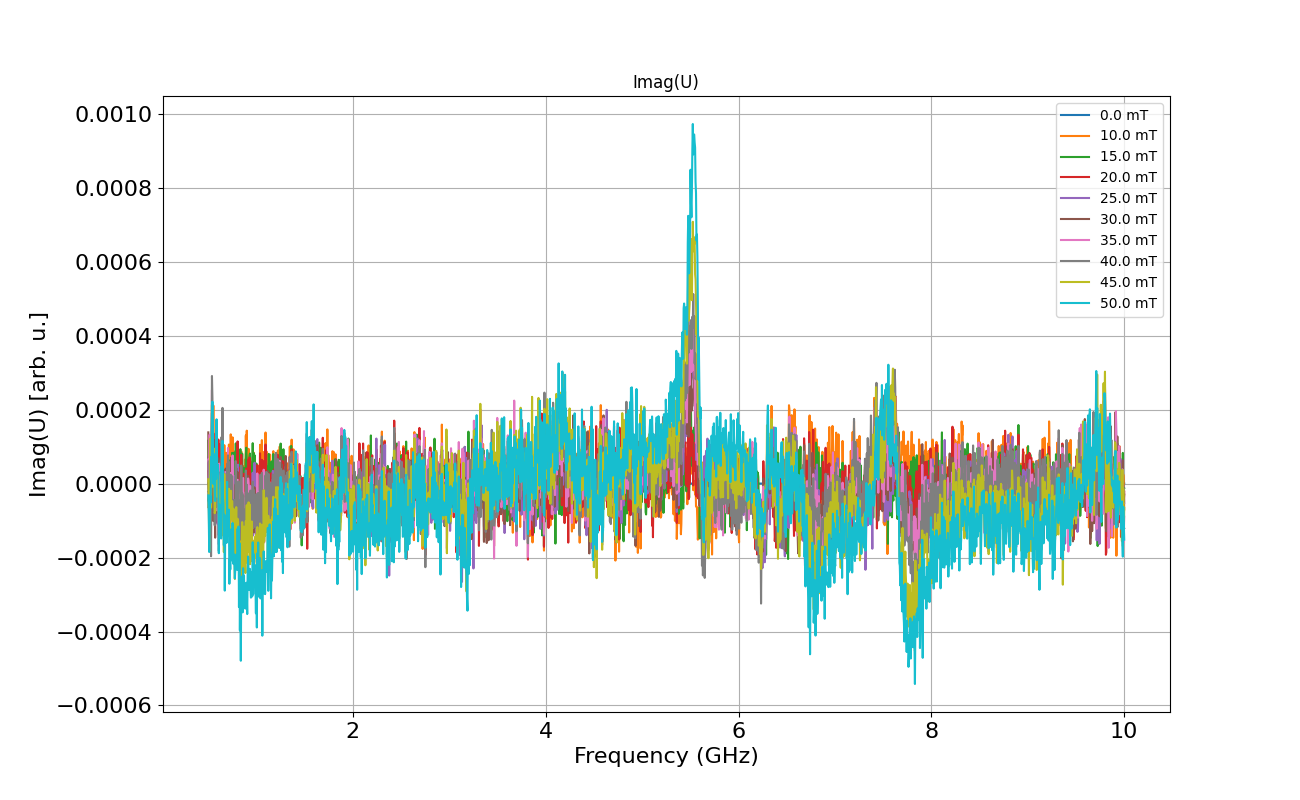 Imag(U)
0.0010
0.0008
0.0006
0.0004
0.0002
0.0000
−0.0002
−0.0004
−0.0006
Imag(U) [arb. u.]
2
4
6
8
10
Frequency (GHz)
0.0 mT
10.0 mT
15.0 mT
20.0 mT
25.0 mT
30.0 mT
35.0 mT
40.0 mT
45.0 mT
50.0 mT